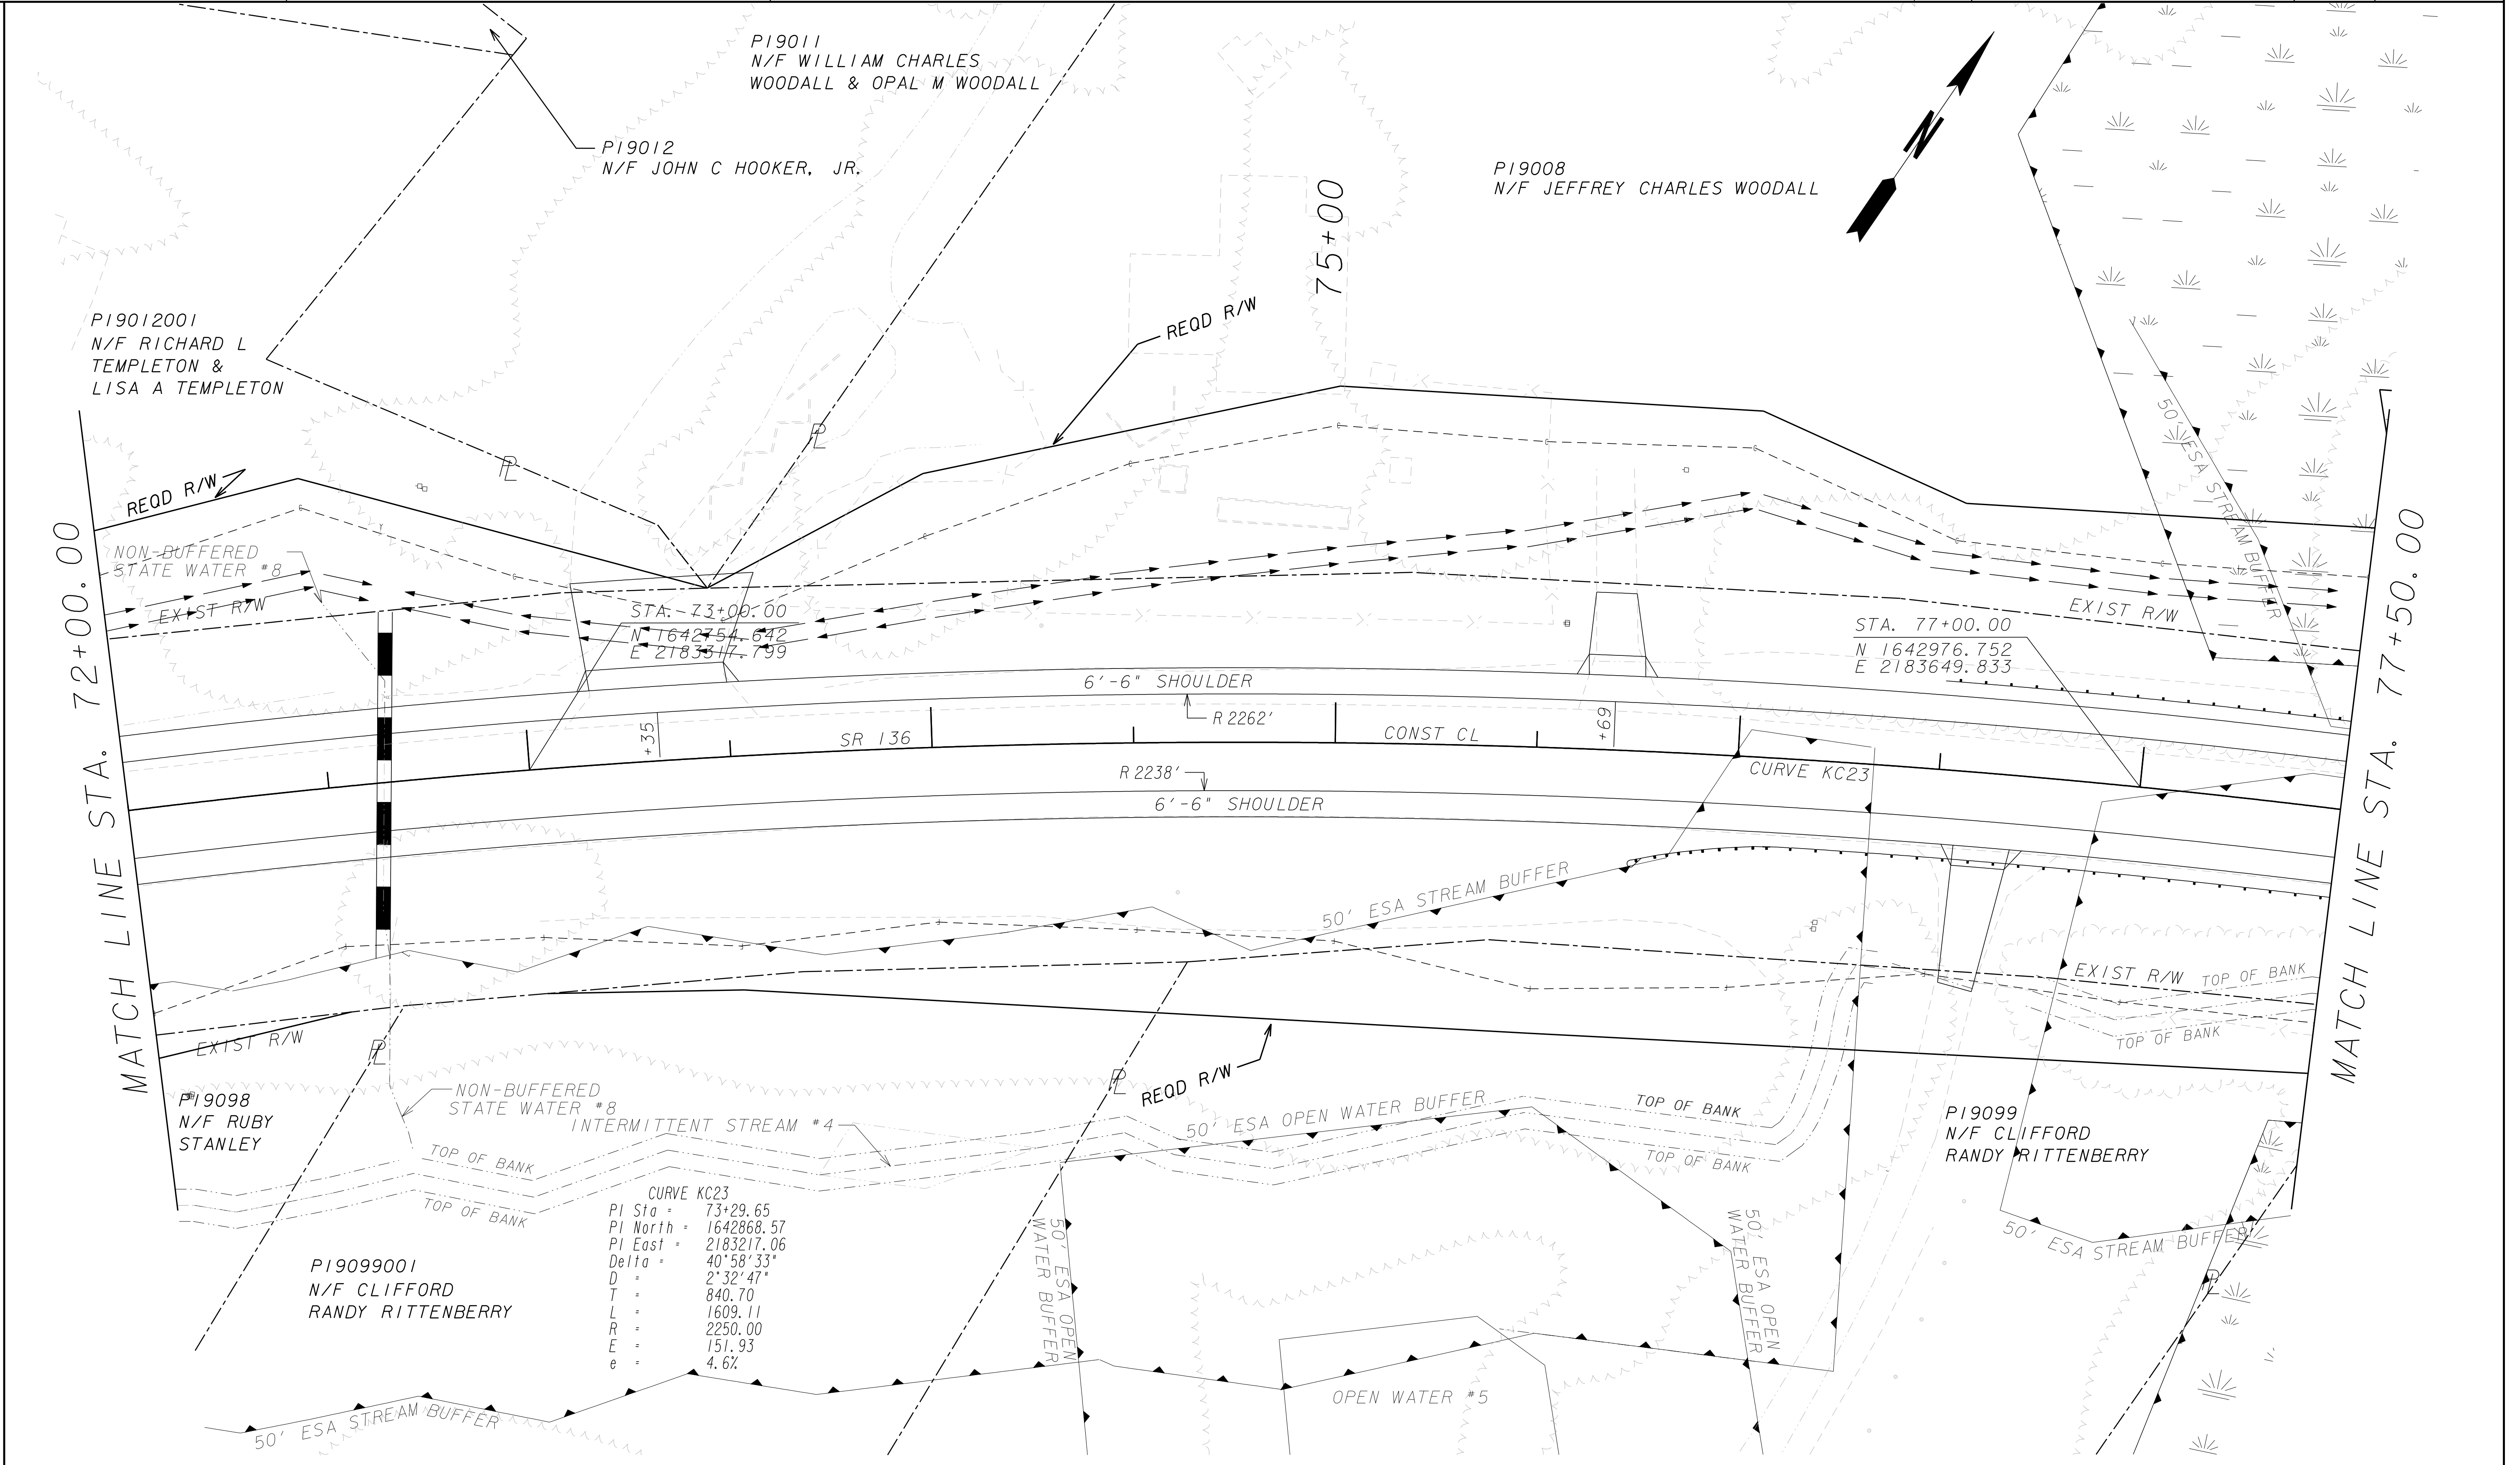 P19011
N/F WILLIAM CHARLES
WOODALL & OPAL M WOODALL
P19012
N/F JOHN C HOOKER, JR.
P19008
N/F JEFFREY CHARLES WOODALL
N
75+00
REQD R/W
P19012001
N/F RICHARD L
TEMPLETON &
LISA A TEMPLETON
PL
PL
REQD R/W
50' ESA STREAM BUFFER
MATCH LINE STA. 72+00.00
NON-BUFFERED
STATE WATER #8
EXIST R/W
STA. 73+00.00
N 1642754.642
E 2183317.799
EXIST R/W
STA. 77+00.00
N 1642976.752
E 2183649.833
MATCH LINE STA. 77+50.00
6'-6" SHOULDER
R 2262'
+35
SR 136
CONST CL
+69
CURVE KC23
R 2238'
6'-6" SHOULDER
50' ESA STREAM BUFFER
EXIST R/W
TOP OF BANK
TOP OF BANK
EXIST R/W
PL
PL
REQD R/W
P19098
N/F RUBY
STANLEY
NON-BUFFERED
STATE WATER #8
INTERMITTENT STREAM #4
50' ESA OPEN WATER BUFFER
TOP OF BANK
TOP OF BANK
P19099
N/F CLIFFORD
RANDY RITTENBERRY
TOP OF BANK
TOP OF BANK
CURVE KC23
PI Sta = 73+29.65
PI North = 1642868.57
PI East = 2183217.06
Delta = 40°58'33"
D = 2°32'47"
T = 840.70
L = 1609.11
R = 2250.00
E = 151.93
e = 4.6%
P19099001
N/F CLIFFORD
RANDY RITTENBERRY
50' ESA OPEN
WATER BUFFER
50' ESA OPEN
WATER BUFFER
50' ESA STREAM BUFFER
PL
OPEN WATER #5
50' ESA STREAM BUFFER